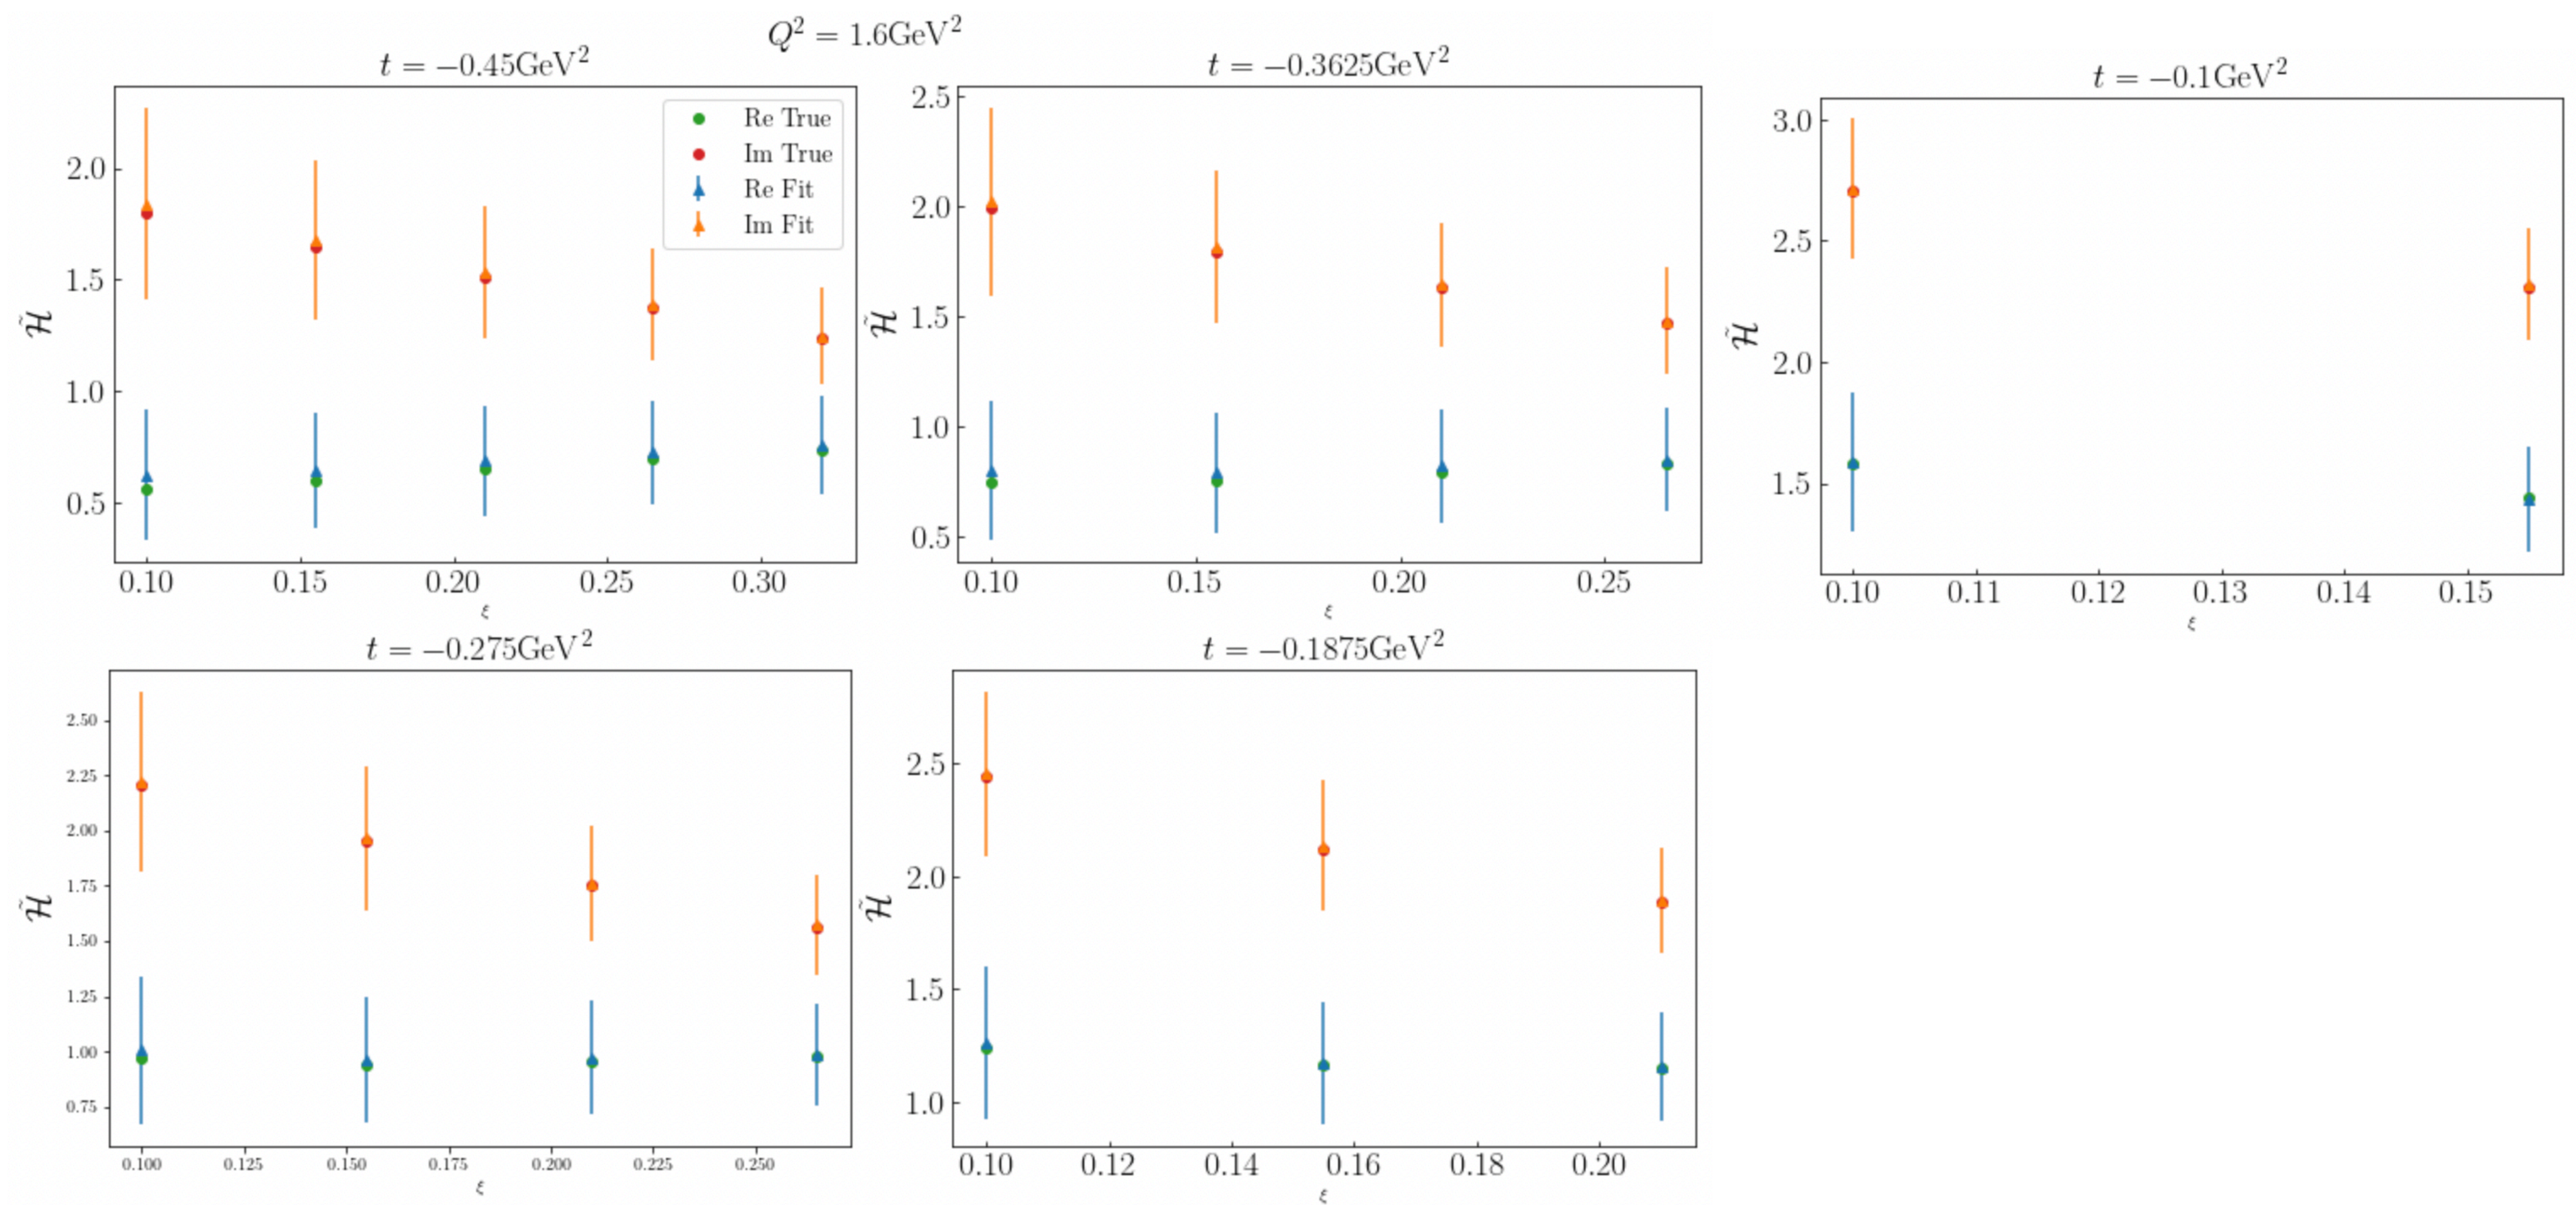 Q² = 1.6GeV²
t = −0.45GeV²
Re True
Im True
Re Fit
Im Fit
2.0
1.5
1.0
0.5
H̃
0.10 0.15 0.20 0.25 0.30
ξ
t = −0.3625GeV²
2.5
2.0
1.5
1.0
0.5
H̃
0.10 0.15 0.20 0.25
ξ
t = −0.1GeV²
3.0
2.5
2.0
1.5
H̃
0.10 0.11 0.12 0.13 0.14 0.15
ξ
t = −0.275GeV²
2.50
2.25
2.00
1.75
1.50
1.25
1.00
0.75
H̃
0.100 0.125 0.150 0.175 0.200 0.225 0.250
ξ
t = −0.1875GeV²
2.5
2.0
1.5
1.0
H̃
0.10 0.12 0.14 0.16 0.18 0.20
ξ